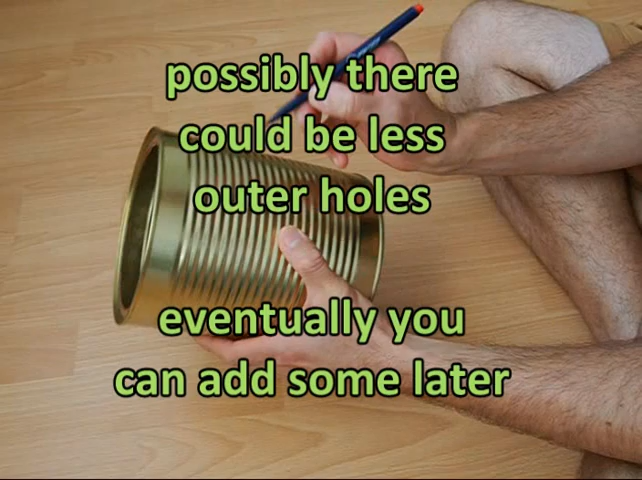 possibly there
could be less
outer holes
eventually you
can add some later